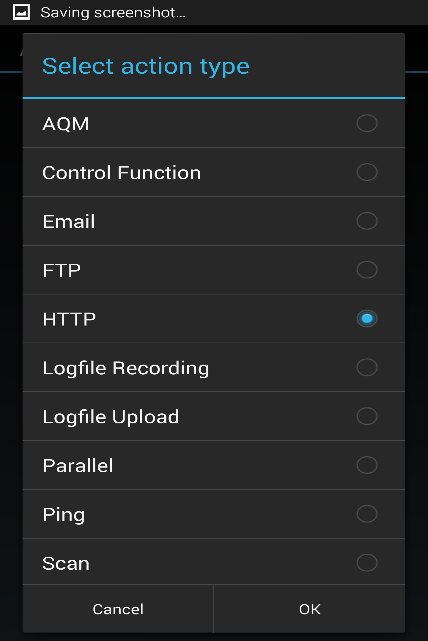 Saving screenshot...
Select action type
AQM
Control Function
Email
FTP
HTTP
Logfile Recording
Logfile Upload
Parallel
Ping
Scan
Cancel
OK